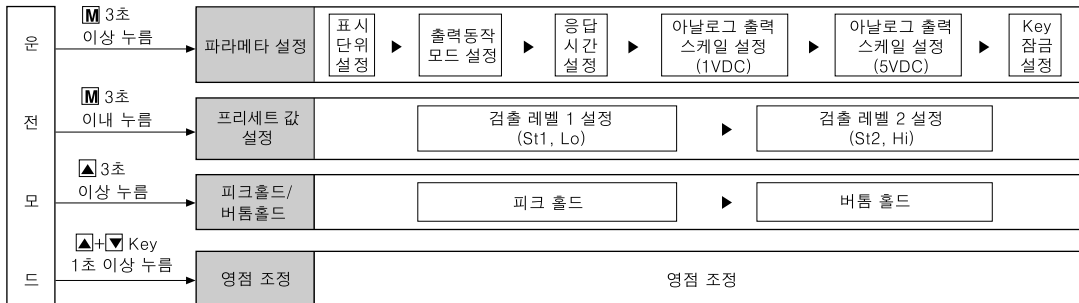 운
전
모
드
M 3초
이상 누름
파라메타 설정
표시
단위
설정
▶
출력동작
모드 설정
▶
응답
시간
설정
▶
아날로그 출력
스케일 설정
(1VDC)
▶
아날로그 출력
스케일 설정
(5VDC)
▶
Key
잠금
설정
M 3초
이내 누름
프리세트 값
설정
검출 레벨 1 설정
(St1, Lo)
▶
검출 레벨 2 설정
(St2, Hi)
▲ 3초
이상 누름
피크홀드/
버톰홀드
피크 홀드
▶
버톰 홀드
▲+▼ Key
1초 이상 누름
영점 조정
영점 조정